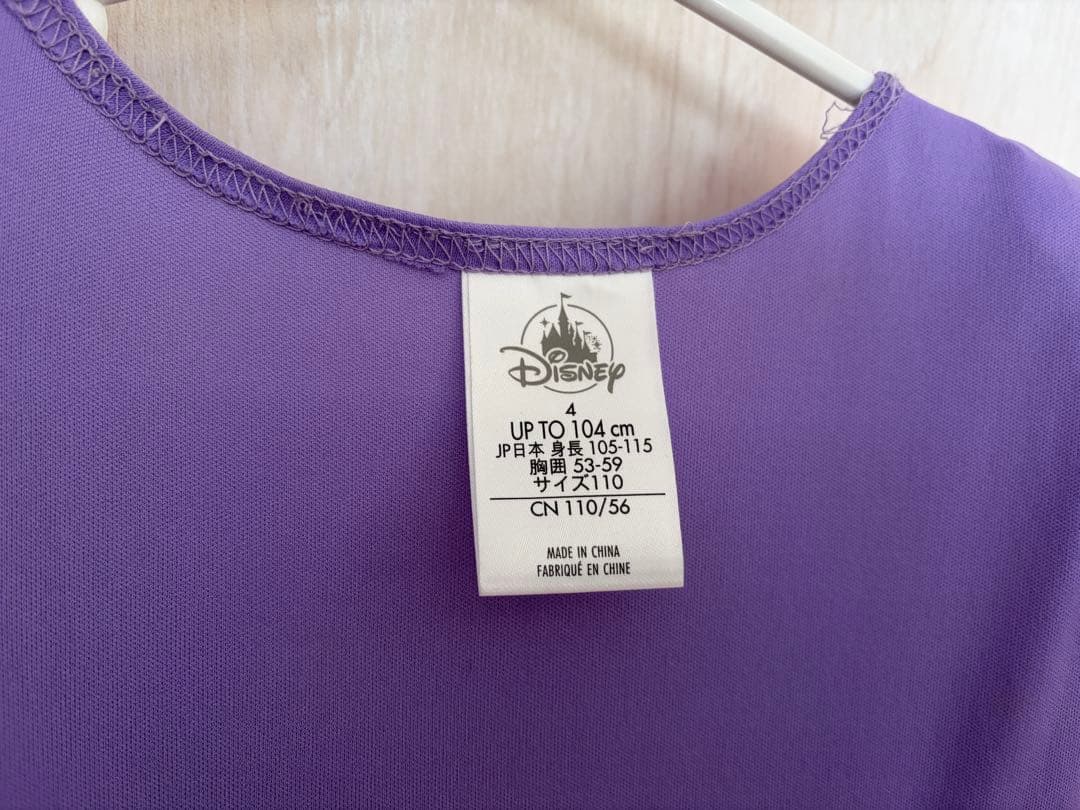 Disney
4
UP TO 104 cm
JP日本 身長 105-115
胸囲 53-59
サイズ110
CN 110/56
MADE IN CHINA
FABRIQUÉ EN CHINE